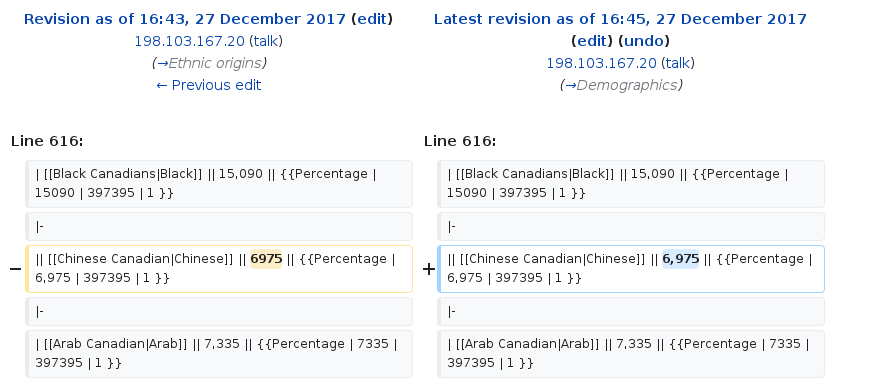 Revision as of 16:43, 27 December 2017 (edit)
198.103.167.20 (talk)
(→Ethnic origins)
← Previous edit
Latest revision as of 16:45, 27 December 2017
(edit) (undo)
198.103.167.20 (talk)
(→Demographics)
Line 616:
Line 616:
| [[Black Canadians|Black]] || 15,090 || {{Percentage |
15090 | 397395 | 1 }}
| [[Black Canadians|Black]] || 15,090 || {{Percentage |
15090 | 397395 | 1 }}
|-
|-
− || [[Chinese Canadian|Chinese]] || 6975 || {{Percentage |
6,975 | 397395 | 1 }}
+ || [[Chinese Canadian|Chinese]] || 6,975 || {{Percentage |
6,975 | 397395 | 1 }}
|-
|-
| [[Arab Canadian|Arab]] || 7,335 || {{Percentage | 7335 |
397395 | 1 }}
| [[Arab Canadian|Arab]] || 7,335 || {{Percentage | 7335 |
397395 | 1 }}